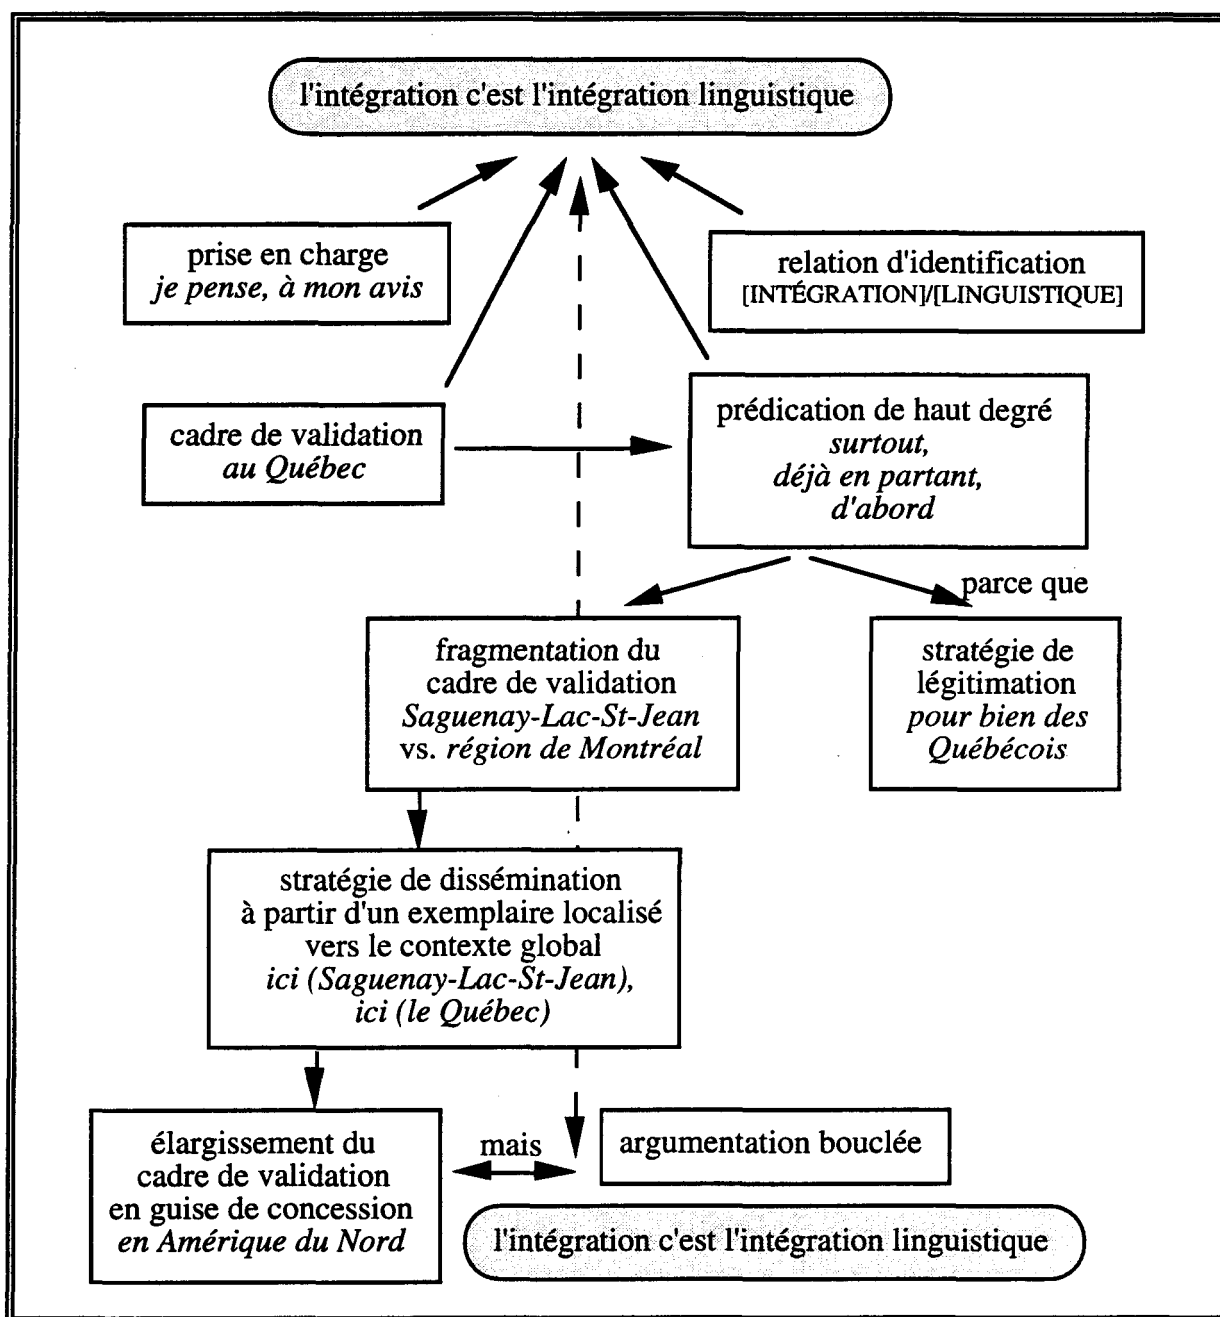 l'intégration c'est l'intégration linguistique
prise en charge
je pense, à mon avis
relation d'identification
[INTÉGRATION]/[LINGUISTIQUE]
cadre de validation
au Québec
prédication de haut degré
surtout,
déjà en partant,
d'abord
parce que
fragmentation du
cadre de validation
Saguenay-Lac-St-Jean
vs. région de Montréal
stratégie de
légitimation
pour bien des
Québécois
stratégie de dissémination
à partir d'un exemplaire localisé
vers le contexte global
ici (Saguenay-Lac-St-Jean),
ici (le Québec)
élargissement du
cadre de validation
en guise de concession
en Amérique du Nord
mais
argumentation bouclée
l'intégration c'est l'intégration linguistique